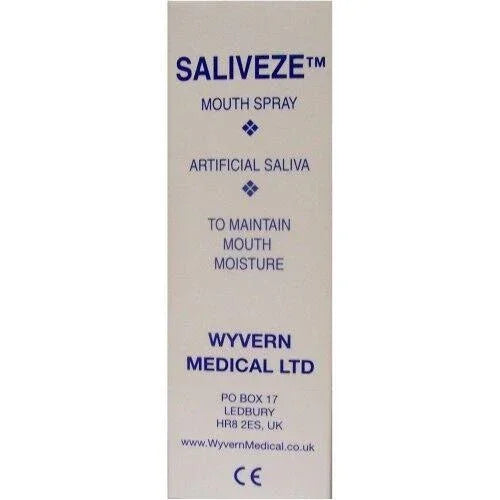 SALIVEZE™
MOUTH SPRAY
ARTIFICIAL SALIVA
TO MAINTAIN
MOUTH
MOISTURE
WYVERN
MEDICAL LTD
PO BOX 17
LEDBURY
HR8 2ES, UK
www.WyvernMedical.co.uk
CE